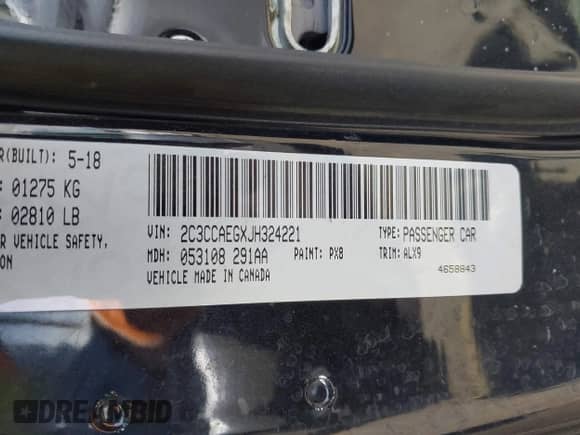 R(BUILT): 5-18
: 01275 KG
: 02810 LB
R VEHICLE SAFETY,
ON
VIN: 2C3CCAEGXJH324221 TYPE: PASSENGER CAR
MDH: 053108 291AA PAINT: PX8 TRIM: ALX9
VEHICLE MADE IN CANADA 4658843
DREAMBID